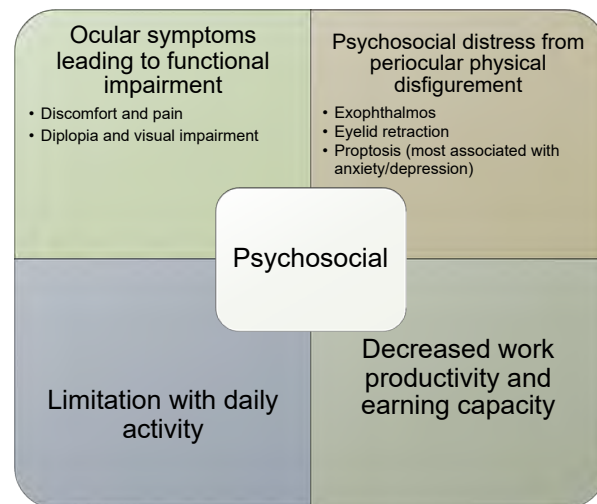 Ocular symptoms
leading to functional
impairment
• Discomfort and pain
• Diplopia and visual impairment
Psychosocial distress from
periocular physical
disfigurement
• Exophthalmos
• Eyelid retraction
• Proptosis (most associated with
anxiety/depression)
Psychosocial
Limitation with daily
activity
Decreased work
productivity and
earning capacity